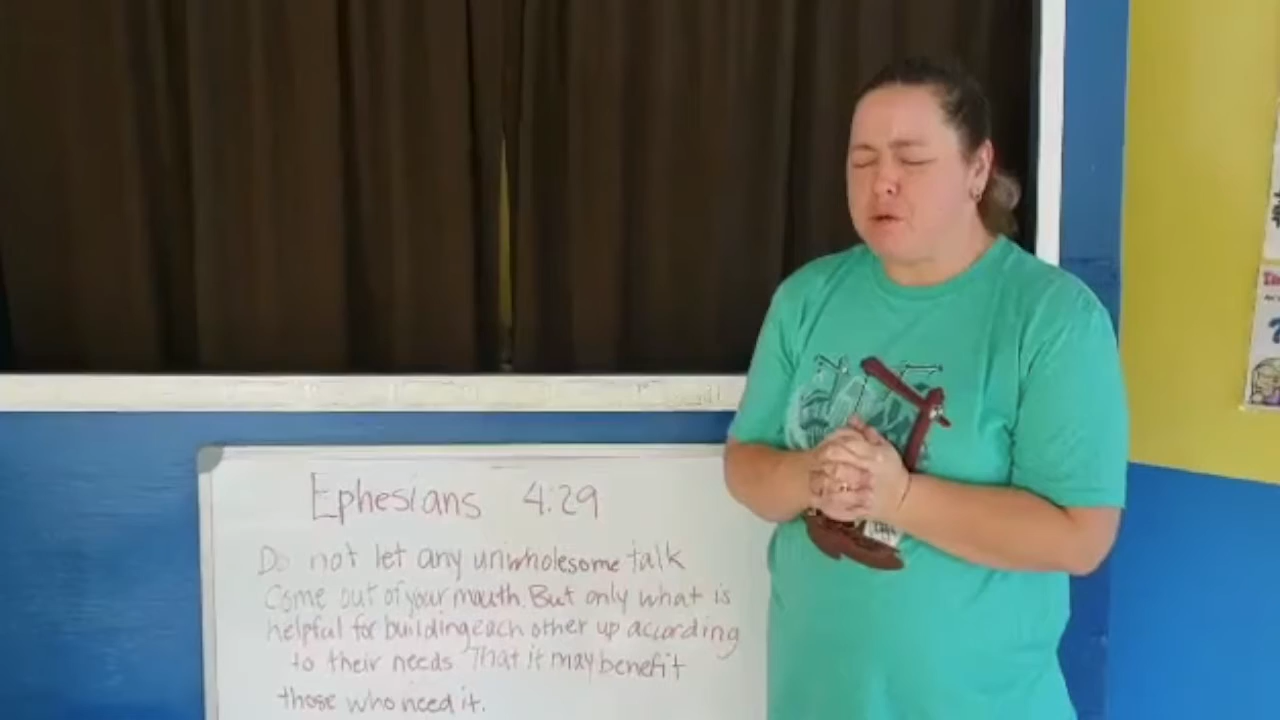 Ephesians 4:29
Do not let any unwholesome talk
Come out of your mouth. But only what is
helpful for building each other up according
to their needs That it may benefit
those who need it.